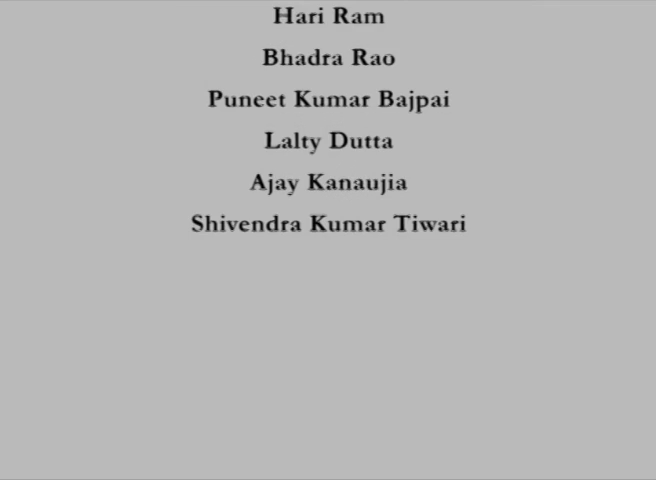 Hari Ram
Bhadra Rao
Puneet Kumar Bajpai
Lalty Dutta
Ajay Kanaujia
Shivendra Kumar Tiwari